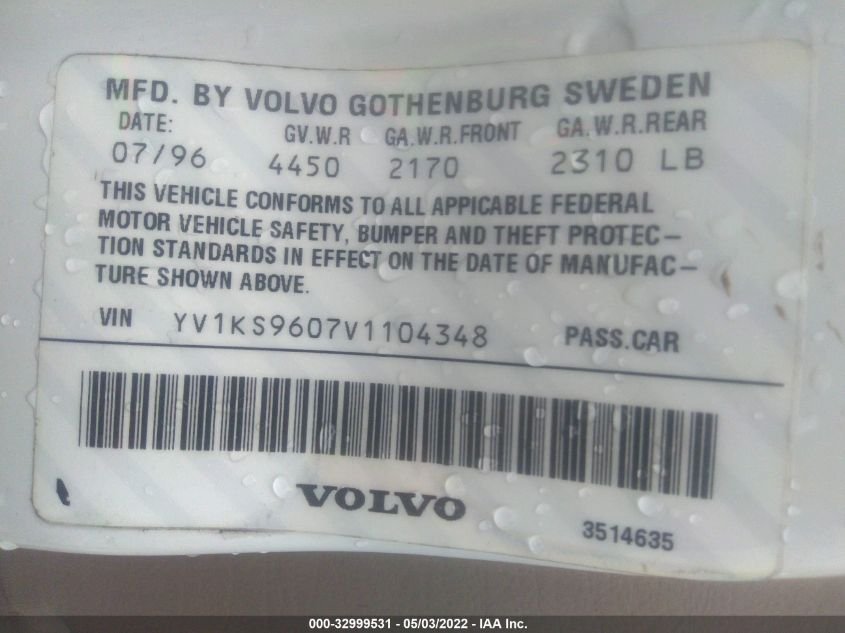 MFD. BY VOLVO GOTHENBURG SWEDEN
DATE: GV.W.R GA.W.R.FRONT GA.W.R.REAR
07/96 4450 2170 2310 LB
THIS VEHICLE CONFORMS TO ALL APPICABLE FEDERAL
MOTOR VEHICLE SAFETY, BUMPER AND THEFT PROTEC–
TION STANDARDS IN EFFECT ON THE DATE OF MANUFAC–
TURE SHOWN ABOVE.
VIN YV1KS9607V1104348 PASS.CAR
VOLVO
3514635
000-32999531 - 05/03/2022 - IAA Inc.